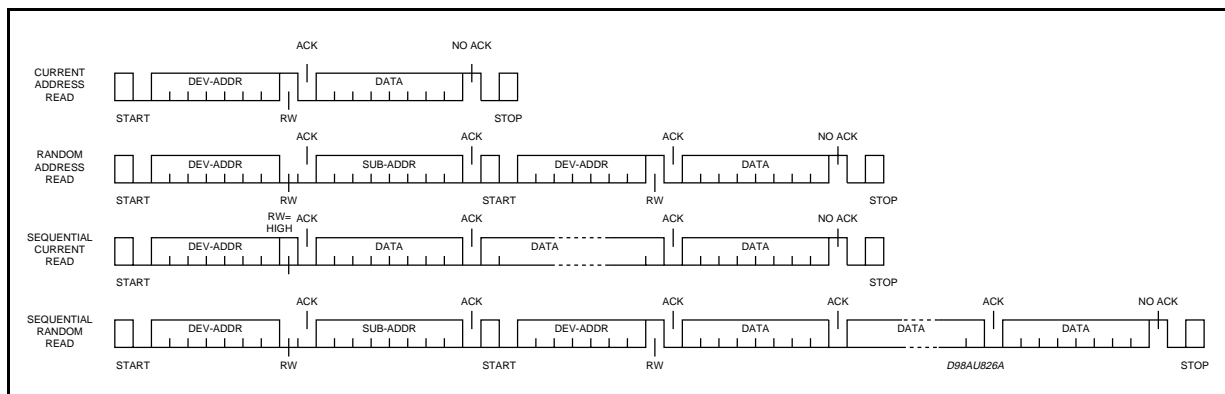 ACK NO ACK
CURRENT
ADDRESS
READ
DEV-ADDR DATA
START RW STOP
ACK ACK ACK NO ACK
RANDOM
ADDRESS
READ
DEV-ADDR SUB-ADDR DEV-ADDR DATA
START RW START RW STOP
RW=
HIGH
ACK ACK ACK NO ACK
SEQUENTIAL
CURRENT
READ
DEV-ADDR DATA DATA DATA
START STOP
ACK ACK ACK ACK ACK NO ACK
SEQUENTIAL
RANDOM
READ
DEV-ADDR SUB-ADDR DEV-ADDR DATA DATA DATA
START RW START RW D98AU826A STOP